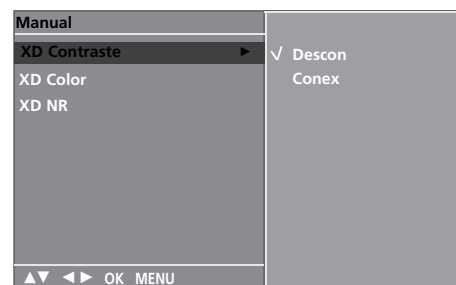 Manual
XD Contraste ►
XD Color
XD NR
√ Descon
Conex
▲▼ ◄► OK MENU